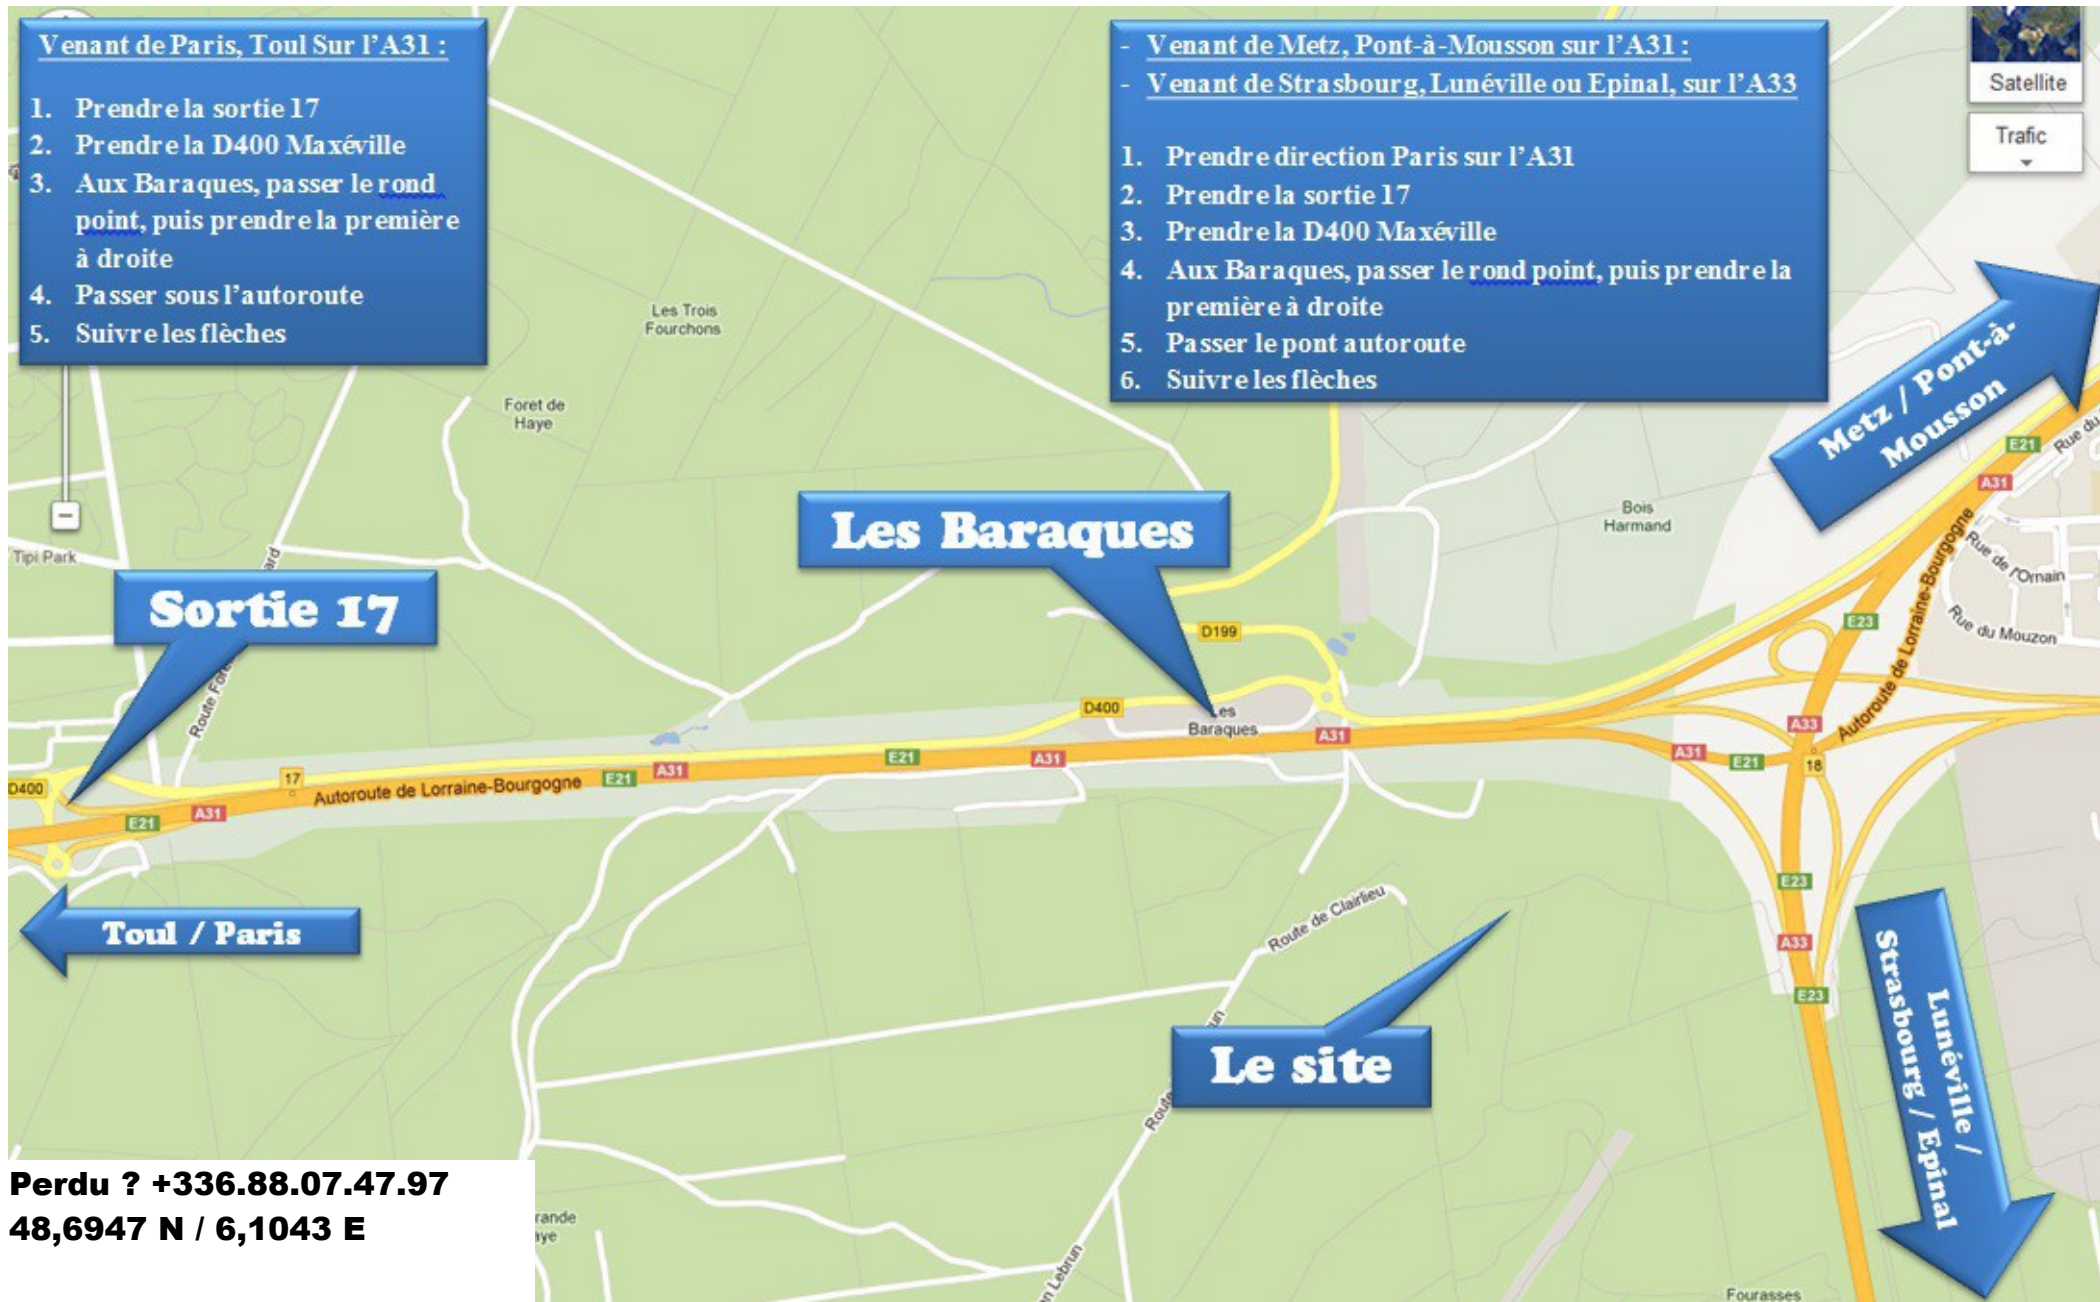 Venant de Paris, Toul Sur l'A31 :
1. Prendre la sortie 17
2. Prendre la D400 Maxéville
3. Aux Baraques, passer le rond
point, puis prendre la première
à droite
4. Passer sous l'autoroute
5. Suivre les flèches
- Venant de Metz, Pont-à-Mousson sur l'A31 :
- Venant de Strasbourg, Lunéville ou Epinal, sur l'A33
1. Prendre direction Paris sur l'A31
2. Prendre la sortie 17
3. Prendre la D400 Maxéville
4. Aux Baraques, passer le rond point, puis prendre la
première à droite
5. Passer le pont autoroute
6. Suivre les flèches
Satellite
Trafic
Les Trois
Fourchons
Foret de
Haye
Metz / Pont-à-
Mousson
E21
Rue du
A31
Bois
Harmand
Les Baraques
Tipi Park
Sortie 17
Rue de l'Ornain
Rue du Mouzon
E23
D199
Autoroute de Lorraine-Bourgogne
D400
Les
Baraques
A31
A33
A31
E21
18
D400
17
Autoroute de Lorraine-Bourgogne
E21
A31
E21
A31
E21
A31
E23
Route de Clairlieu
A33
E23
Toul / Paris
Le site
Route
Lunéville /
Strasbourg / Epinal
Perdu ? +336.88.07.47.97
48,6947 N / 6,1043 E
Lebrun
Fourasses